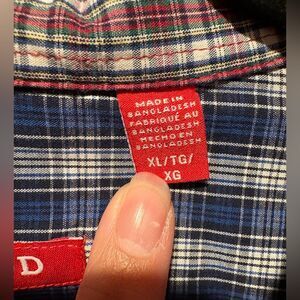 MADE IN
BANGLADESH
FABRIQUÉ AU
BANGLADESH
HECHO EN
BANGLADESH
XL/TG/
XG
D